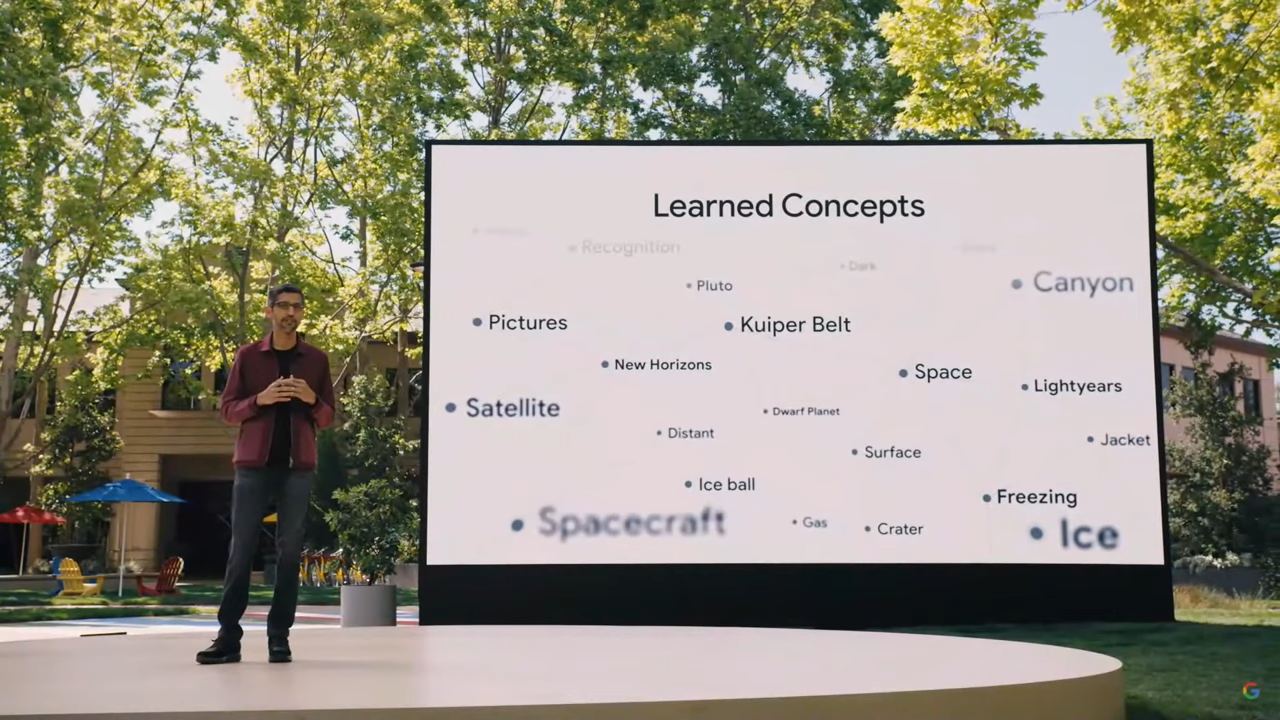 Learned Concepts
Recognition
Dark
Canyon
Pluto
Pictures
Kuiper Belt
New Horizons
Space
Lightyears
Satellite
Dwarf Planet
Distant
Jacket
Surface
Ice ball
Freezing
Spacecraft
Gas
Crater
Ice